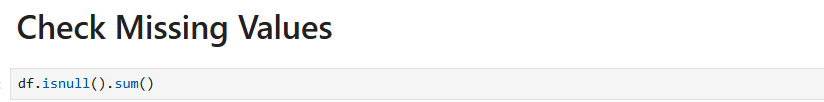 Check Missing Values
df.isnull().sum()